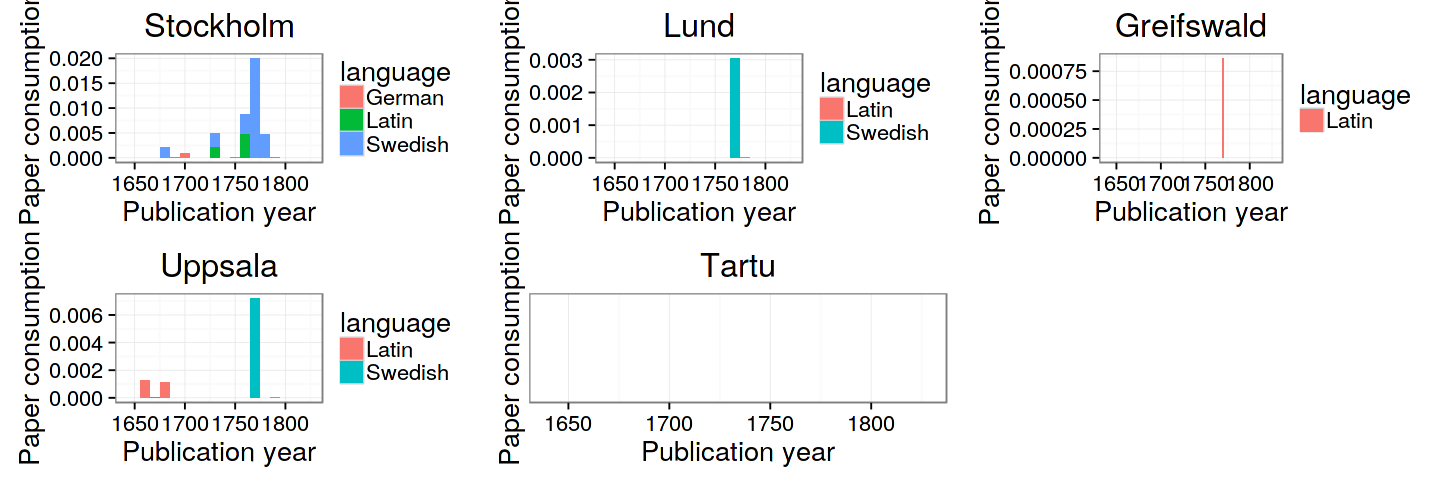 Stockholm
Paper consumption
0.020
0.015
0.010
0.005
0.000
1650 1700 1750 1800
Publication year
language
German
Latin
Swedish
Lund
Paper consumption
0.003
0.002
0.001
0.000
1650 1700 1750 1800
Publication year
language
Latin
Swedish
Greifswald
Paper consumption
0.00075
0.00050
0.00025
0.00000
1650 1700 1750 1800
Publication year
language
Latin
Uppsala
Paper consumption
0.006
0.004
0.002
0.000
1650 1700 1750 1800
Publication year
language
Latin
Swedish
Tartu
Paper consumption
1650 1700 1750 1800
Publication year